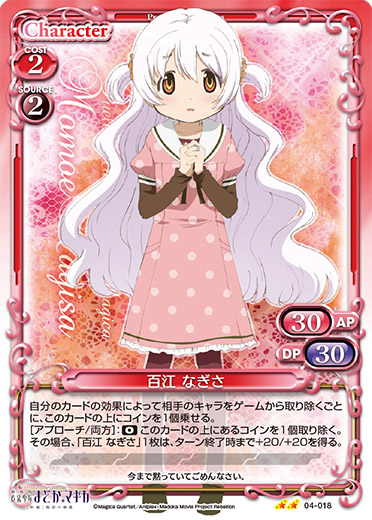 Character
COST
2
SOURCE
2
Momoe Nagisa
30 AP
DP 30
百江 なぎさ
自分のカードの効果によって相手のキャラをゲームから取り除くごと
に、このカードの上にコインを1個乗せる。
[アプローチ/両方]:このカードの上にあるコインを1個取り除く。
その場合、「百江 なぎさ」1枚は、ターン終了時まで+20/+20を得る。
今まで黙っていてごめんなさい。
まどか☆マギカ
©Magica Quartet／Aniplex・Madoka Movie Project Rebellion
04-018